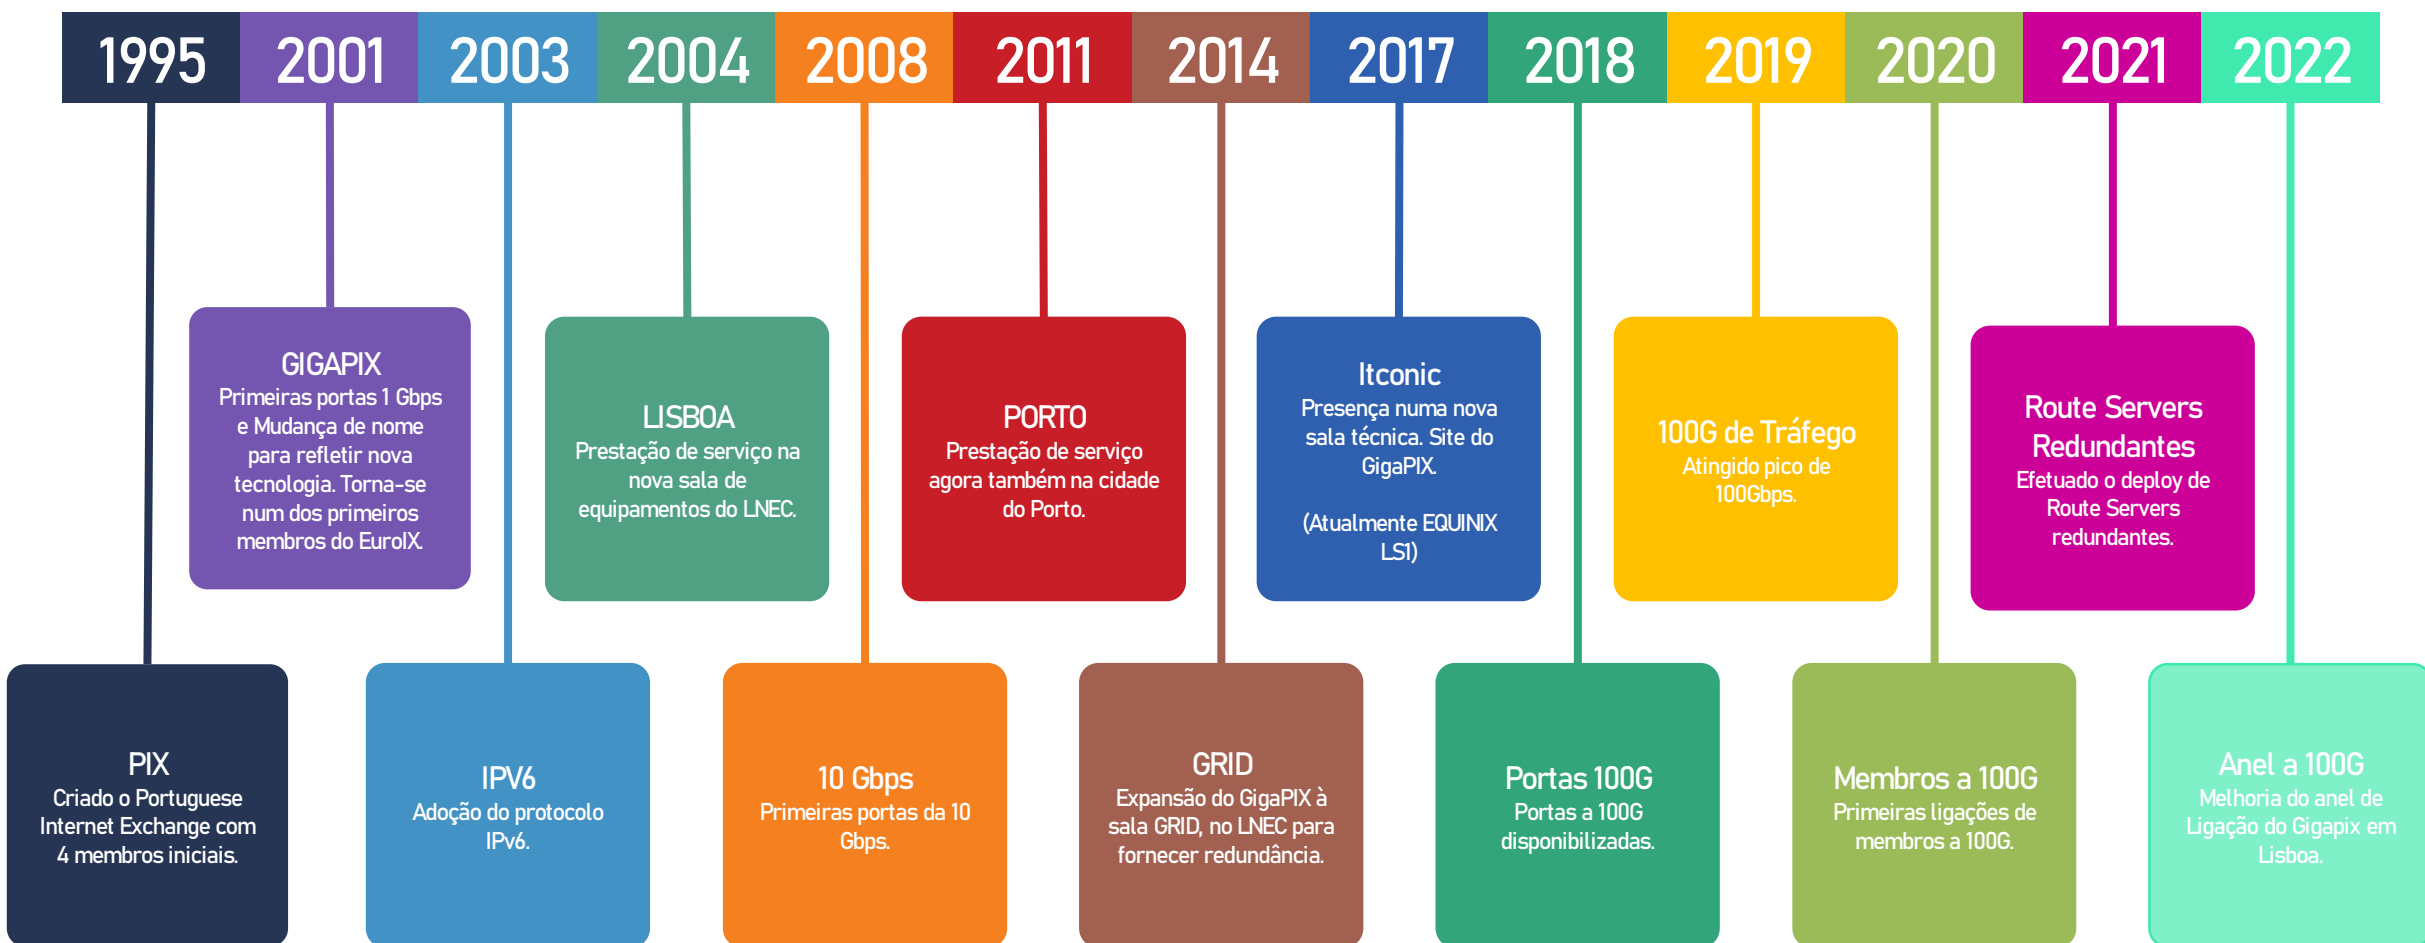 1995
2001
2003
2004
2008
2011
2014
2017
2018
2019
2020
2021
2022
GIGAPIX
Primeiras portas 1 Gbps
e Mudança de nome
para refletir nova
tecnologia. Torna-se
num dos primeiros
membros do EuroIX.
LISBOA
Prestação de serviço na
nova sala de
equipamentos do LNEC.
PORTO
Prestação de serviço
agora também na cidade
do Porto.
Itconic
Presença numa nova
sala técnica. Site do
GigaPIX.
(Atualmente EQUINIX
LS1)
100G de Tráfego
Atingido pico de
100Gbps.
Route Servers
Redundantes
Efetuado o deploy de
Route Servers
redundantes.
PIX
Criado o Portuguese
Internet Exchange com
4 membros iniciais.
IPV6
Adoção do protocolo
IPv6.
10 Gbps
Primeiras portas da 10
Gbps.
GRID
Expansão do GigaPIX à
sala GRID, no LNEC para
fornecer redundância.
Portas 100G
Portas a 100G
disponibilizadas.
Membros a 100G
Primeiras ligações de
membros a 100G.
Anel a 100G
Melhoria do anel de
Ligação do Gigapix em
Lisboa.